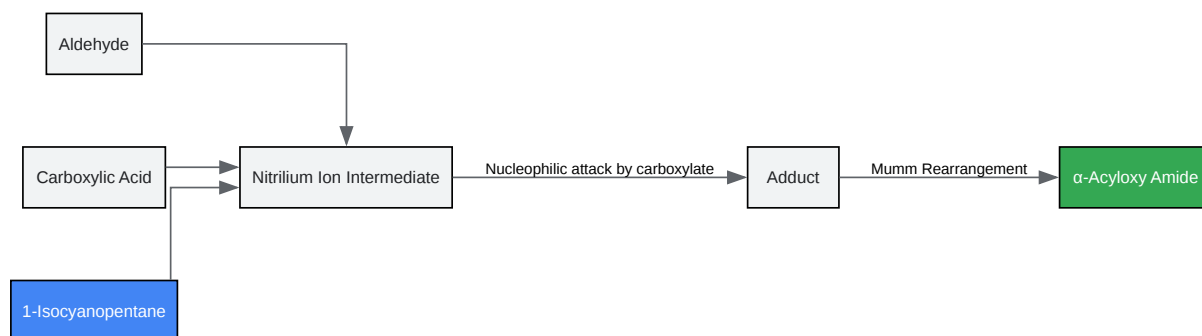 Aldehyde
Carboxylic Acid
1-Isocyanopentane
Nitrilium Ion Intermediate
Nucleophilic attack by carboxylate
Adduct
Mumm Rearrangement
α-Acyloxy Amide